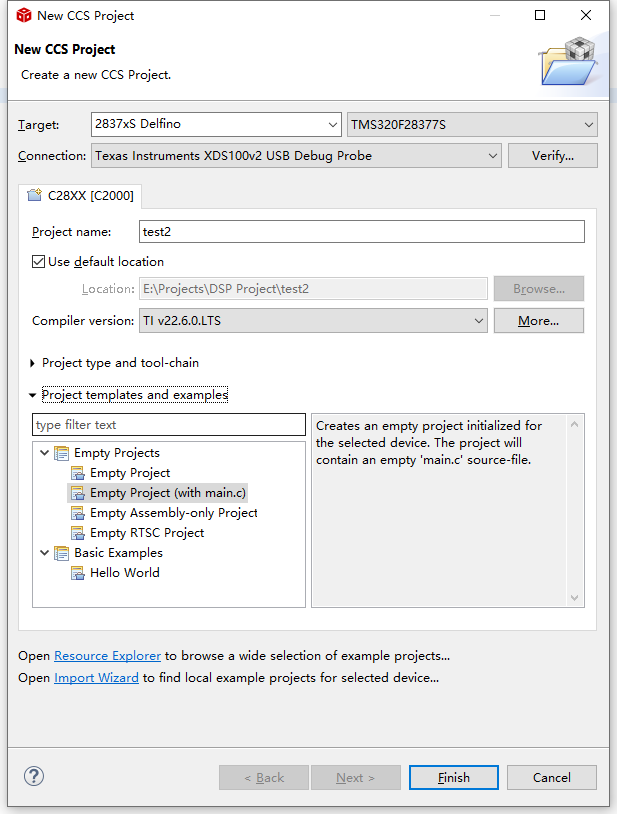 New CCS Project
New CCS Project
Create a new CCS Project.
Target: 2837xS Delfino TMS320F28377S
Connection: Texas Instruments XDS100v2 USB Debug Probe Verify...
C28XX [C2000]
Project name: test2
Use default location
Location: E:\Projects\DSP Project\test2 Browse...
Compiler version: TI v22.6.0.LTS More...
Project type and tool-chain
Project templates and examples
type filter text
Empty Projects
Empty Project
Empty Project (with main.c)
Empty Assembly-only Project
Empty RTSC Project
Basic Examples
Hello World
Creates an empty project initialized for
the selected device. The project will
contain an empty 'main.c' source-file.
Open Resource Explorer to browse a wide selection of example projects...
Open Import Wizard to find local example projects for selected device...
? < Back Next > Finish Cancel